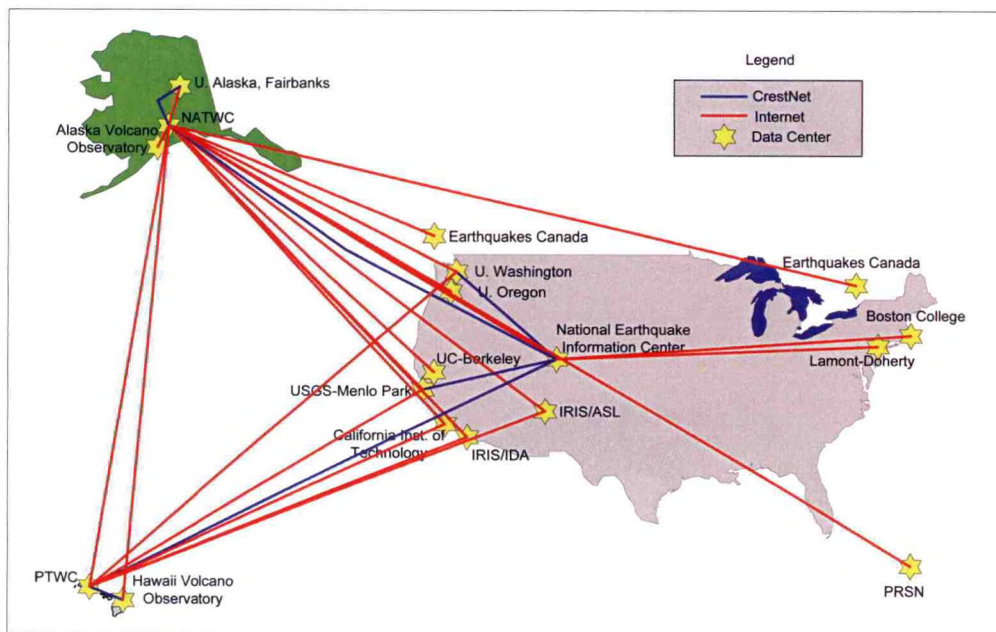 Legend
CrestNet
Internet
Data Center
U. Alaska, Fairbanks
NATWC
Alaska Volcano
Observatory
Earthquakes Canada
U. Washington
U. Oregon
Earthquakes Canada
Boston College
National Earthquake
Information Center
Lamont-Doherty
UC-Berkeley
USGS-Menlo Park
IRIS/ASL
California Inst. of
Technology
IRIS/IDA
PTWC
Hawaii Volcano
Observatory
PRSN